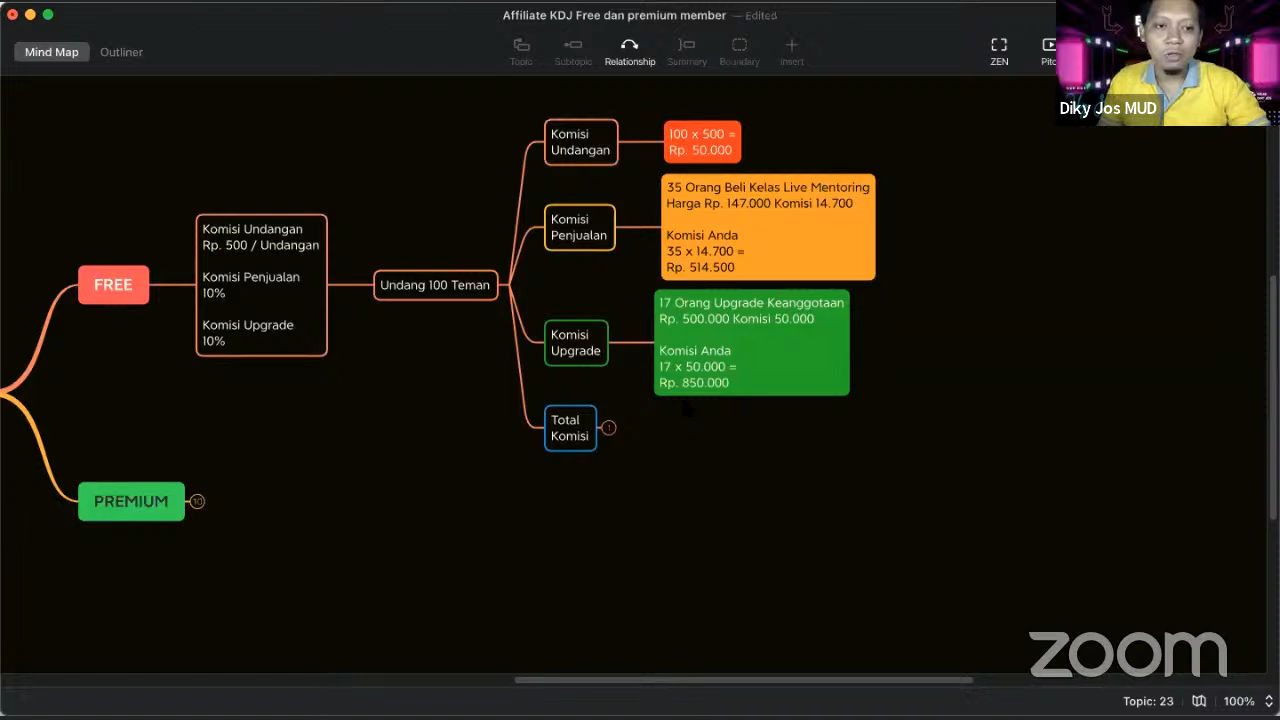 Affiliate KDJ Free dan premium member — Edited
Mind Map
Outliner
Topic
Subtopic
Relationship
Summary
Boundary
Insert
ZEN
Diky Jos MUD
FREE
Komisi Undangan
Rp. 500 / Undangan
Komisi Penjualan
10%
Komisi Upgrade
10%
Undang 100 Teman
Komisi
Undangan
100 x 500 =
Rp. 50.000
Komisi
Penjualan
35 Orang Beli Kelas Live Mentoring
Harga Rp. 147.000 Komisi 14.700
Komisi Anda
35 x 14.700 =
Rp. 514.500
Komisi
Upgrade
17 Orang Upgrade Keanggotaan
Rp. 500.000 Komisi 50.000
Komisi Anda
17 x 50.000 =
Rp. 850.000
Total
Komisi
1
PREMIUM
10
zoom
Topic: 23
100%